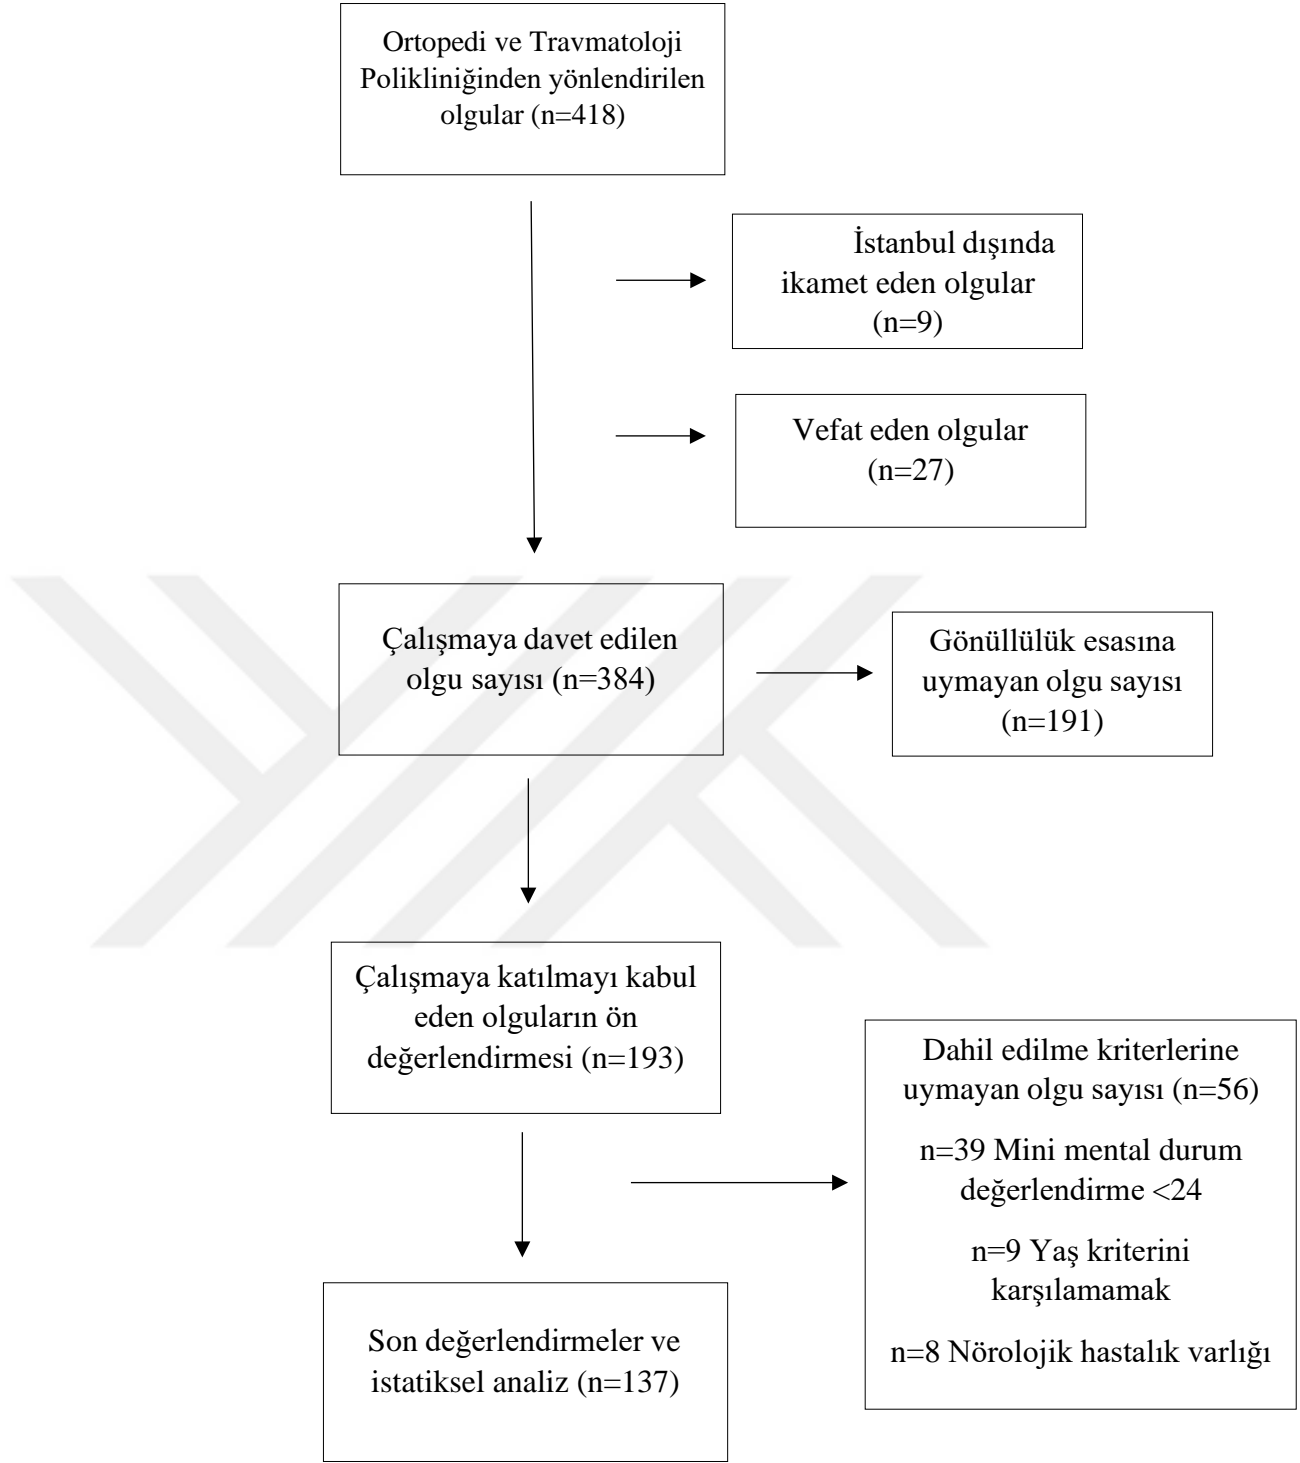 Ortopedi ve Travmatoloji
Polikliniğinden yönlendirilen
olgular (n=418)
İstanbul dışında
ikamet eden olgular
(n=9)
Vefat eden olgular
(n=27)
Çalışmaya davet edilen
olgu sayısı (n=384)
Gönüllülük esasına
uymayan olgu sayısı
(n=191)
Çalışmaya katılmayı kabul
eden olguların ön
değerlendirmesi (n=193)
Dahil edilme kriterlerine
uymayan olgu sayısı (n=56)
n=39 Mini mental durum
değerlendirme <24
n=9 Yaş kriterini
karşılamamak
n=8 Nörolojik hastalık varlığı
Son değerlendirmeler ve
istatiksel analiz (n=137)